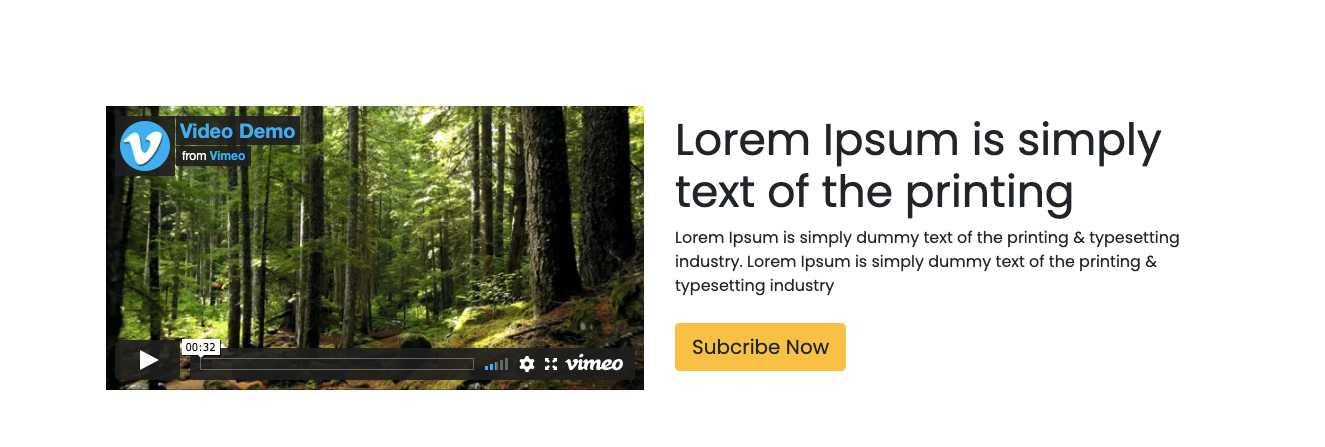 Video Demo
from Vimeo
00:32
vimeo
Lorem Ipsum is simply
text of the printing
Lorem Ipsum is simply dummy text of the printing & typesetting
industry. Lorem Ipsum is simply dummy text of the printing &
typesetting industry
Subcribe Now